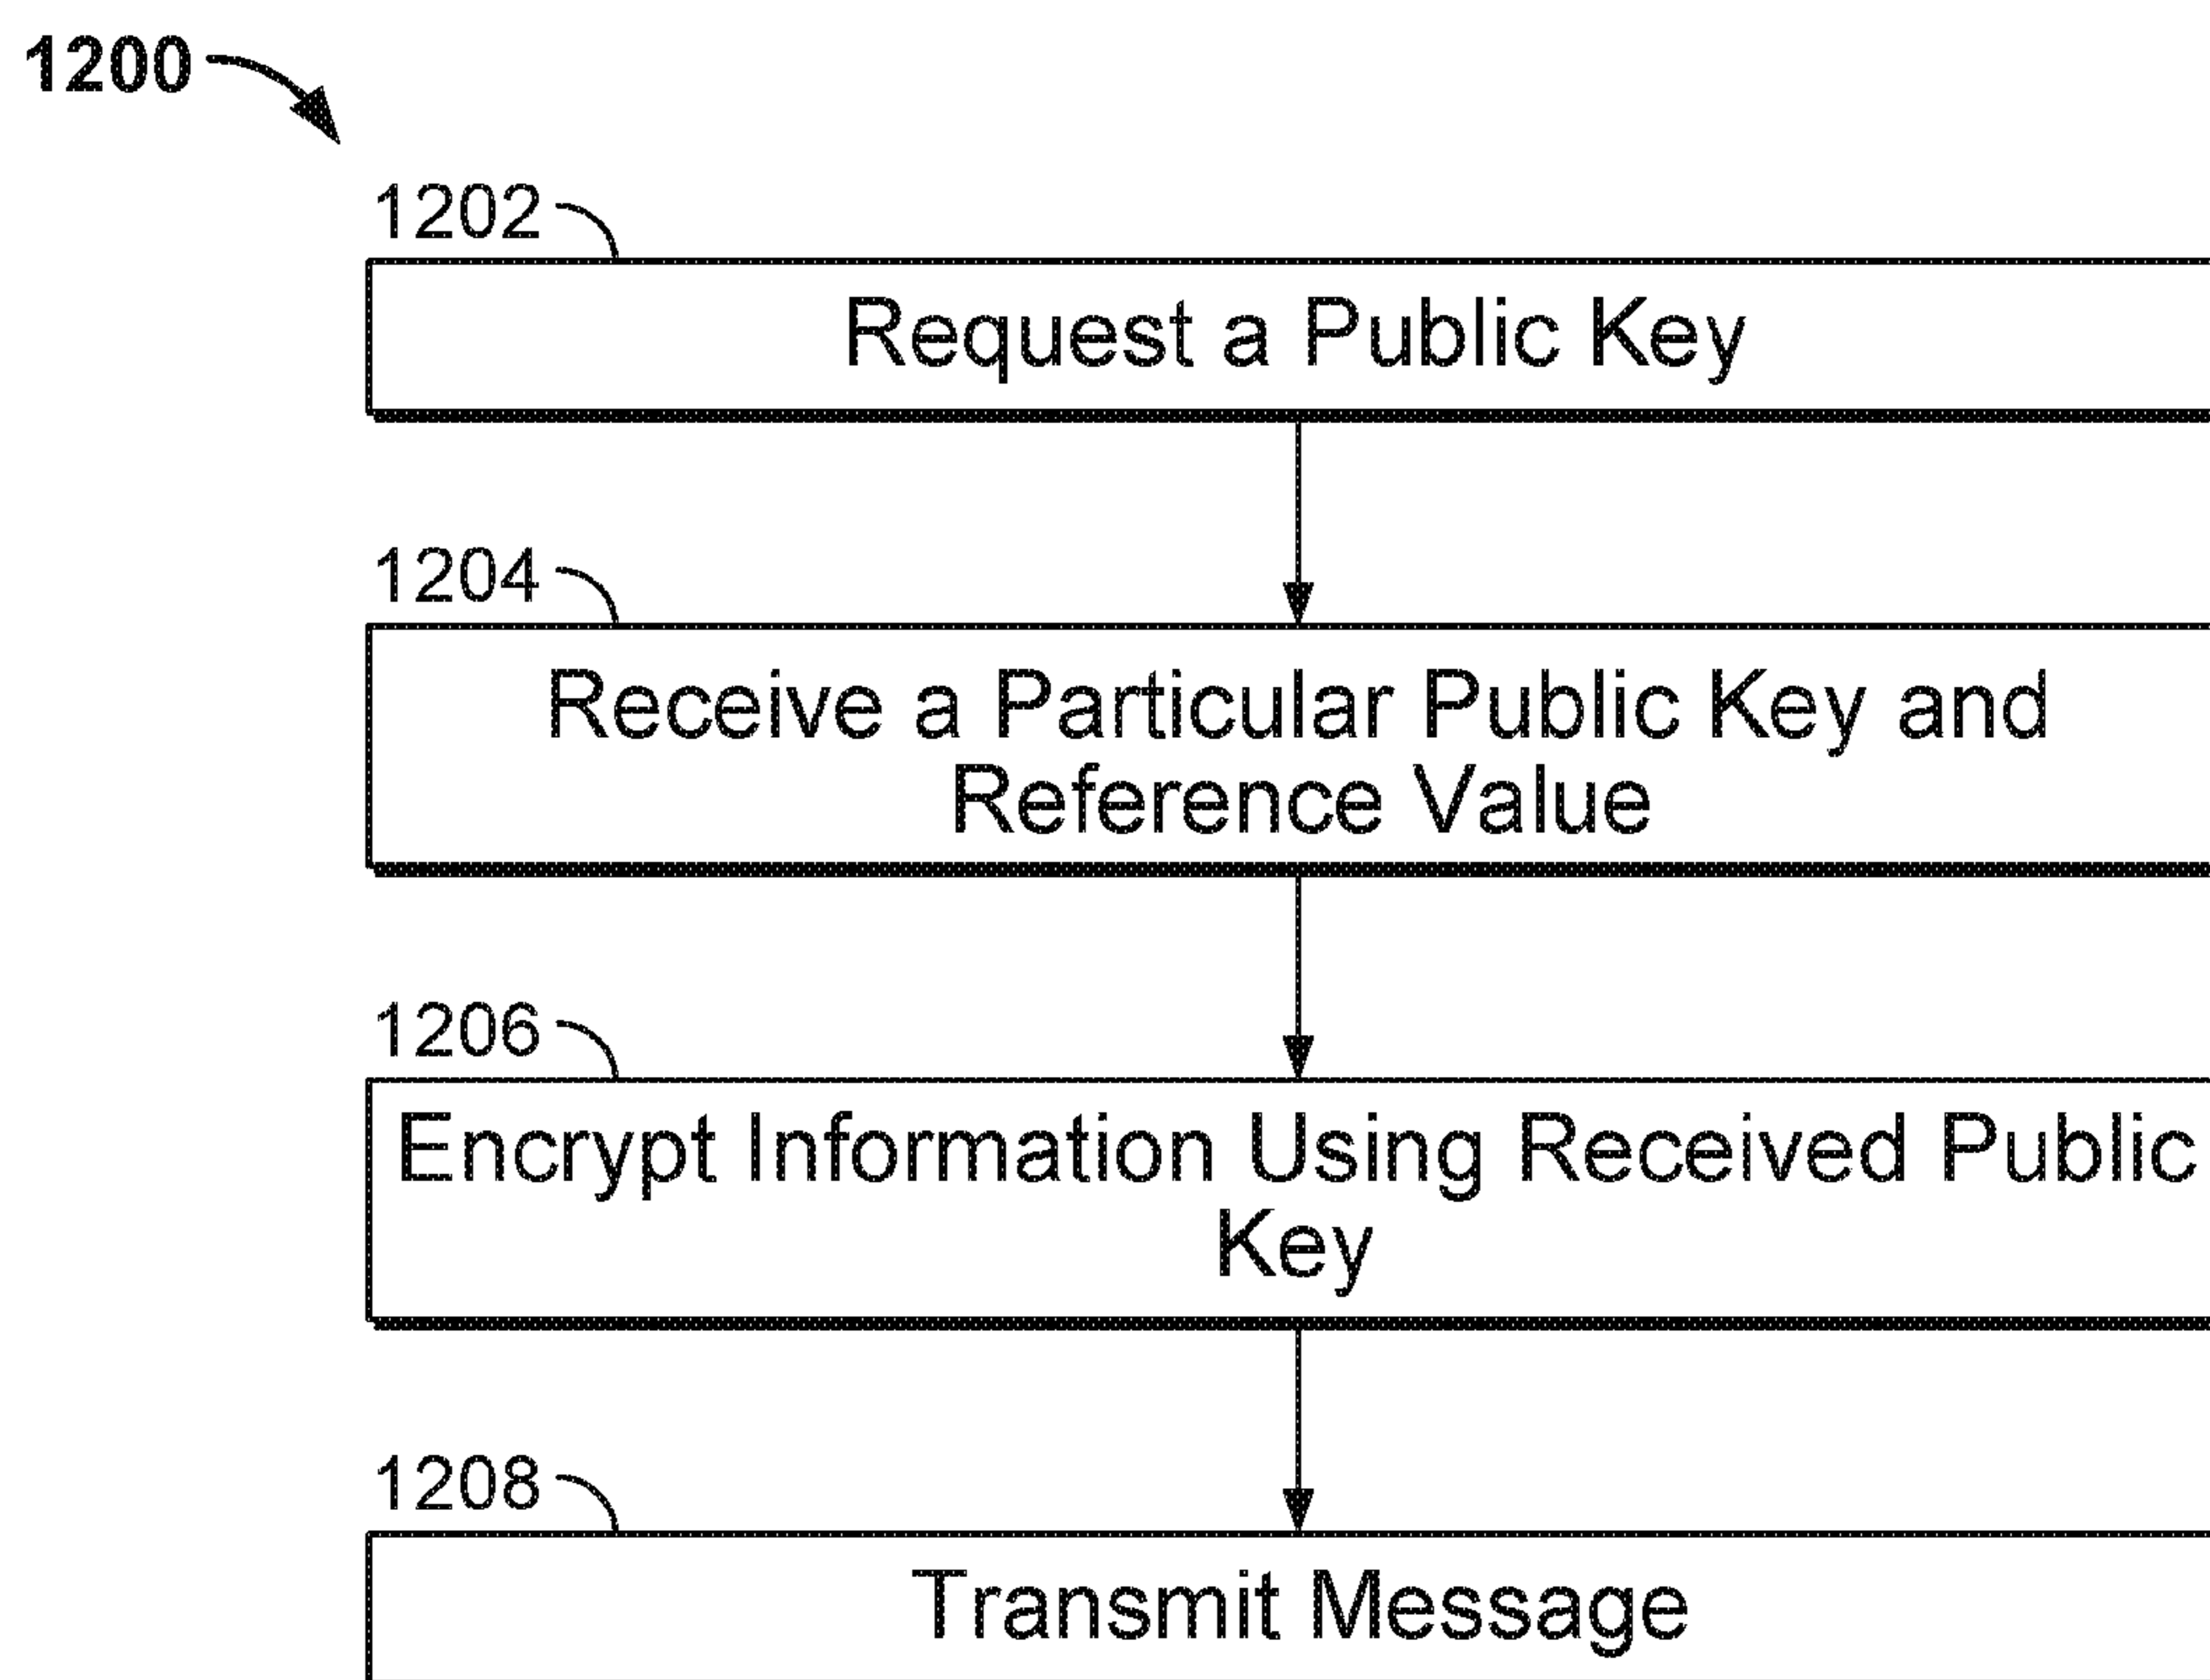 1200
1202
Request a Public Key
1204
Receive a Particular Public Key and
Reference Value
1206
Encrypt Information Using Received Public
Key
1208
Transmit Message